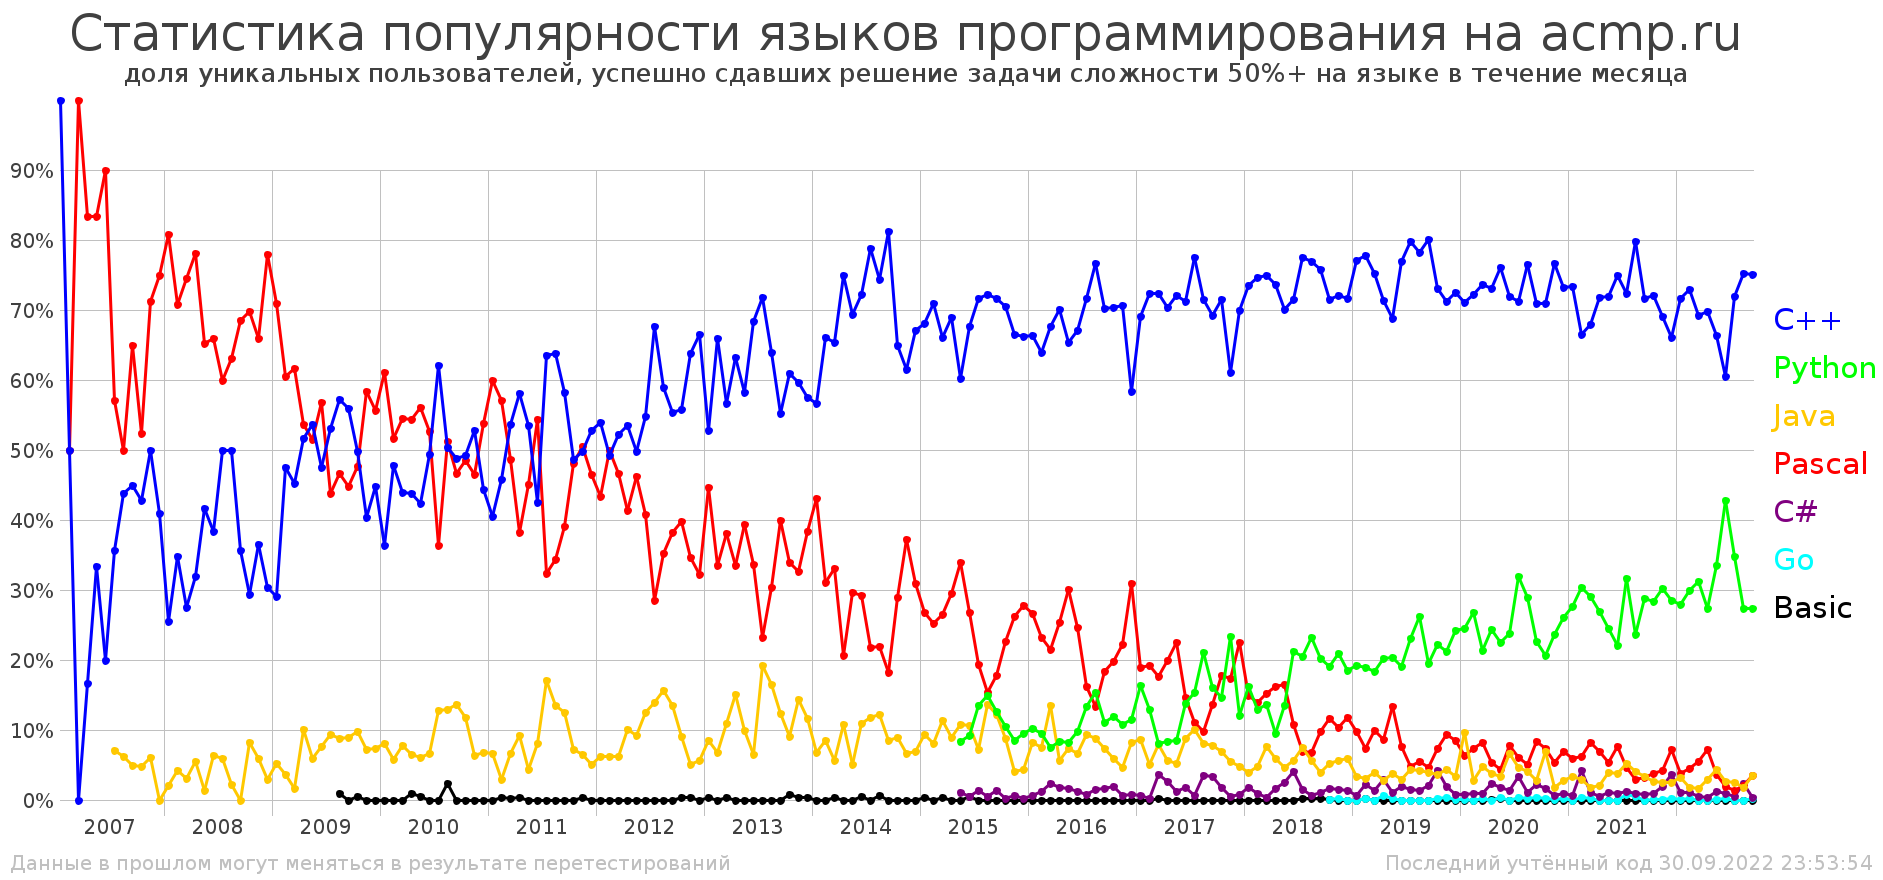 Статистика популярности языков программирования на acmp.ru
доля уникальных пользователей, успешно сдавших решение задачи сложности 50%+ на языке в течение месяца
90%
80%
70%
60%
50%
40%
30%
20%
10%
0%
C++
Python
Java
Pascal
C#
Go
Basic
2007 2008 2009 2010 2011 2012 2013 2014 2015 2016 2017 2018 2019 2020 2021
Данные в прошлом могут меняться в результате перетестирований
Последний учтённый код 30.09.2022 23:53:54